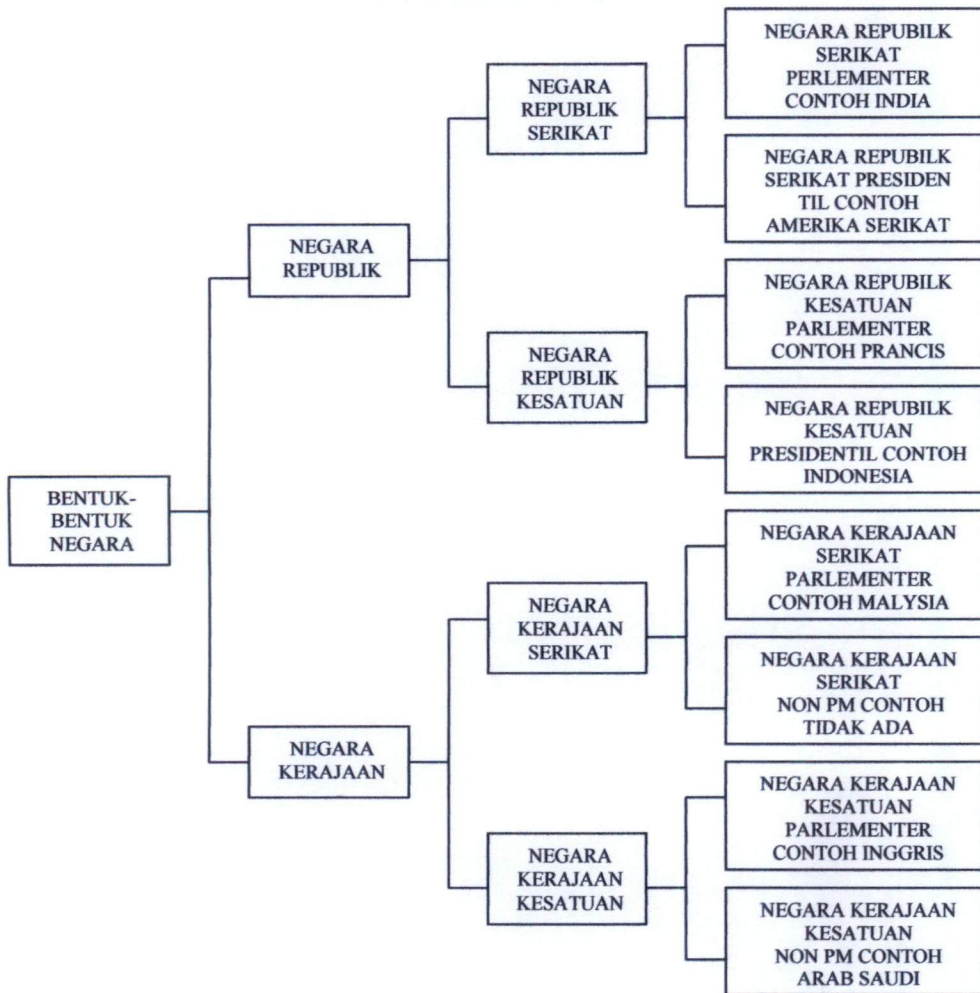 BENTUK-
BENTUK
NEGARA
NEGARA
REPUBLIK
NEGARA
REPUBLIK
SERIKAT
NEGARA REPUBILK
SERIKAT
PERLEMENTER
CONTOH INDIA
NEGARA REPUBILK
SERIKAT PRESIDEN
TIL CONTOH
AMERIKA SERIKAT
NEGARA
REPUBLIK
KESATUAN
NEGARA REPUBILK
KESATUAN
PARLEMENTER
CONTOH PRANCIS
NEGARA REPUBILK
KESATUAN
PRESIDENTIL CONTOH
INDONESIA
NEGARA
KERAJAAN
NEGARA
KERAJAAN
SERIKAT
NEGARA KERAJAAN
SERIKAT
PARLEMENTER
CONTOH MALYSIA
NEGARA KERAJAAN
SERIKAT
NON PM CONTOH
TIDAK ADA
NEGARA
KERAJAAN
KESATUAN
NEGARA KERAJAAN
KESATUAN
PARLEMENTER
CONTOH INGGRIS
NEGARA KERAJAAN
KESATUAN
NON PM CONTOH
ARAB SAUDI